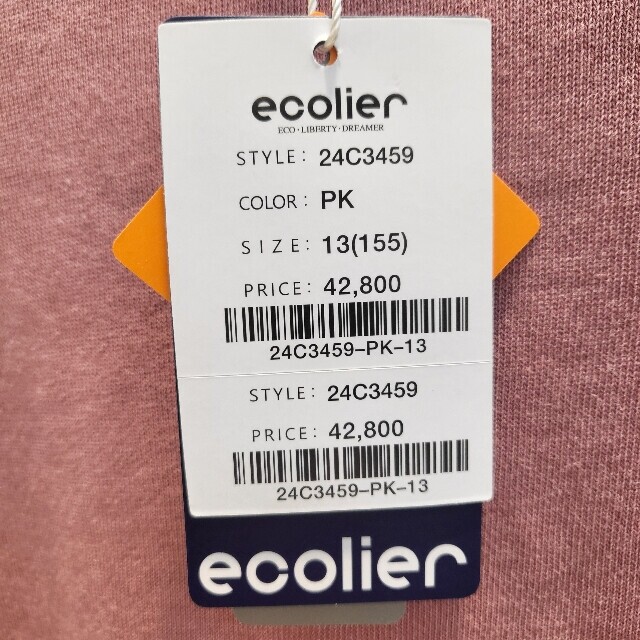 ecolier
ECO·LIBERTY·DREAMER
STYLE: 24C3459
COLOR: PK
SIZE: 13(155)
PRICE: 42,800
24C3459-PK-13
STYLE: 24C3459
PRICE: 42,800
24C3459-PK-13
ecolier